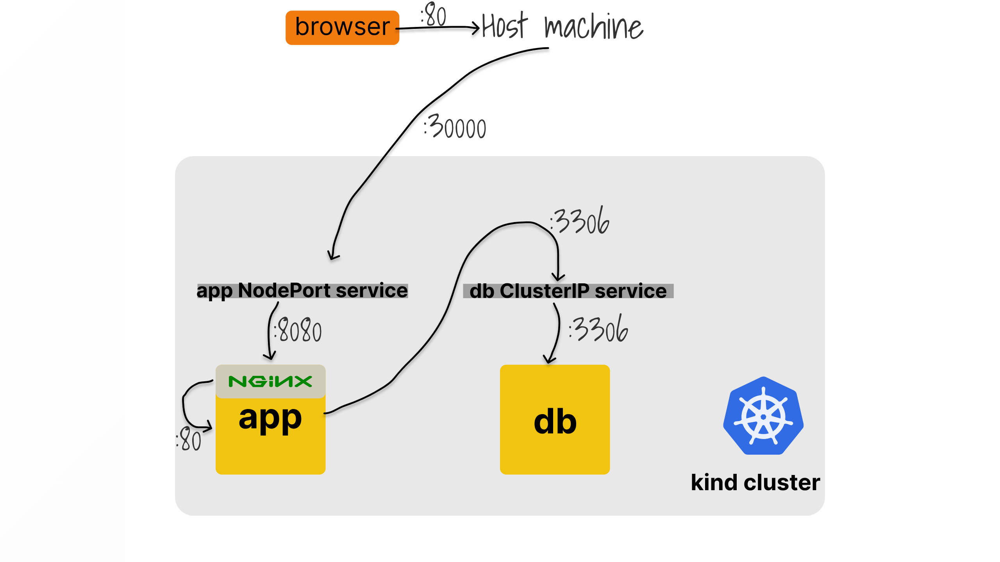 browser
:80
Host machine
:30000
:3306
app NodePort service
db ClusterIP service
:8080
:3306
NGINX
app
db
:80
kind cluster